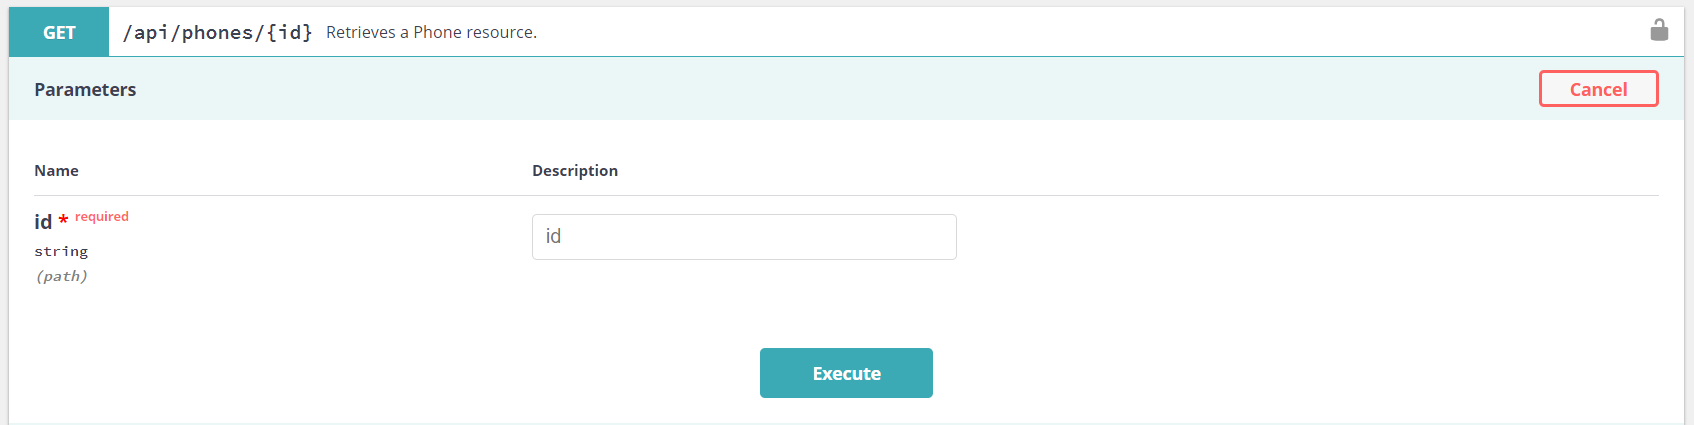 GET /api/phones/{id} Retrieves a Phone resource.
Parameters Cancel
Name Description
id * required
string
(path)
id
Execute